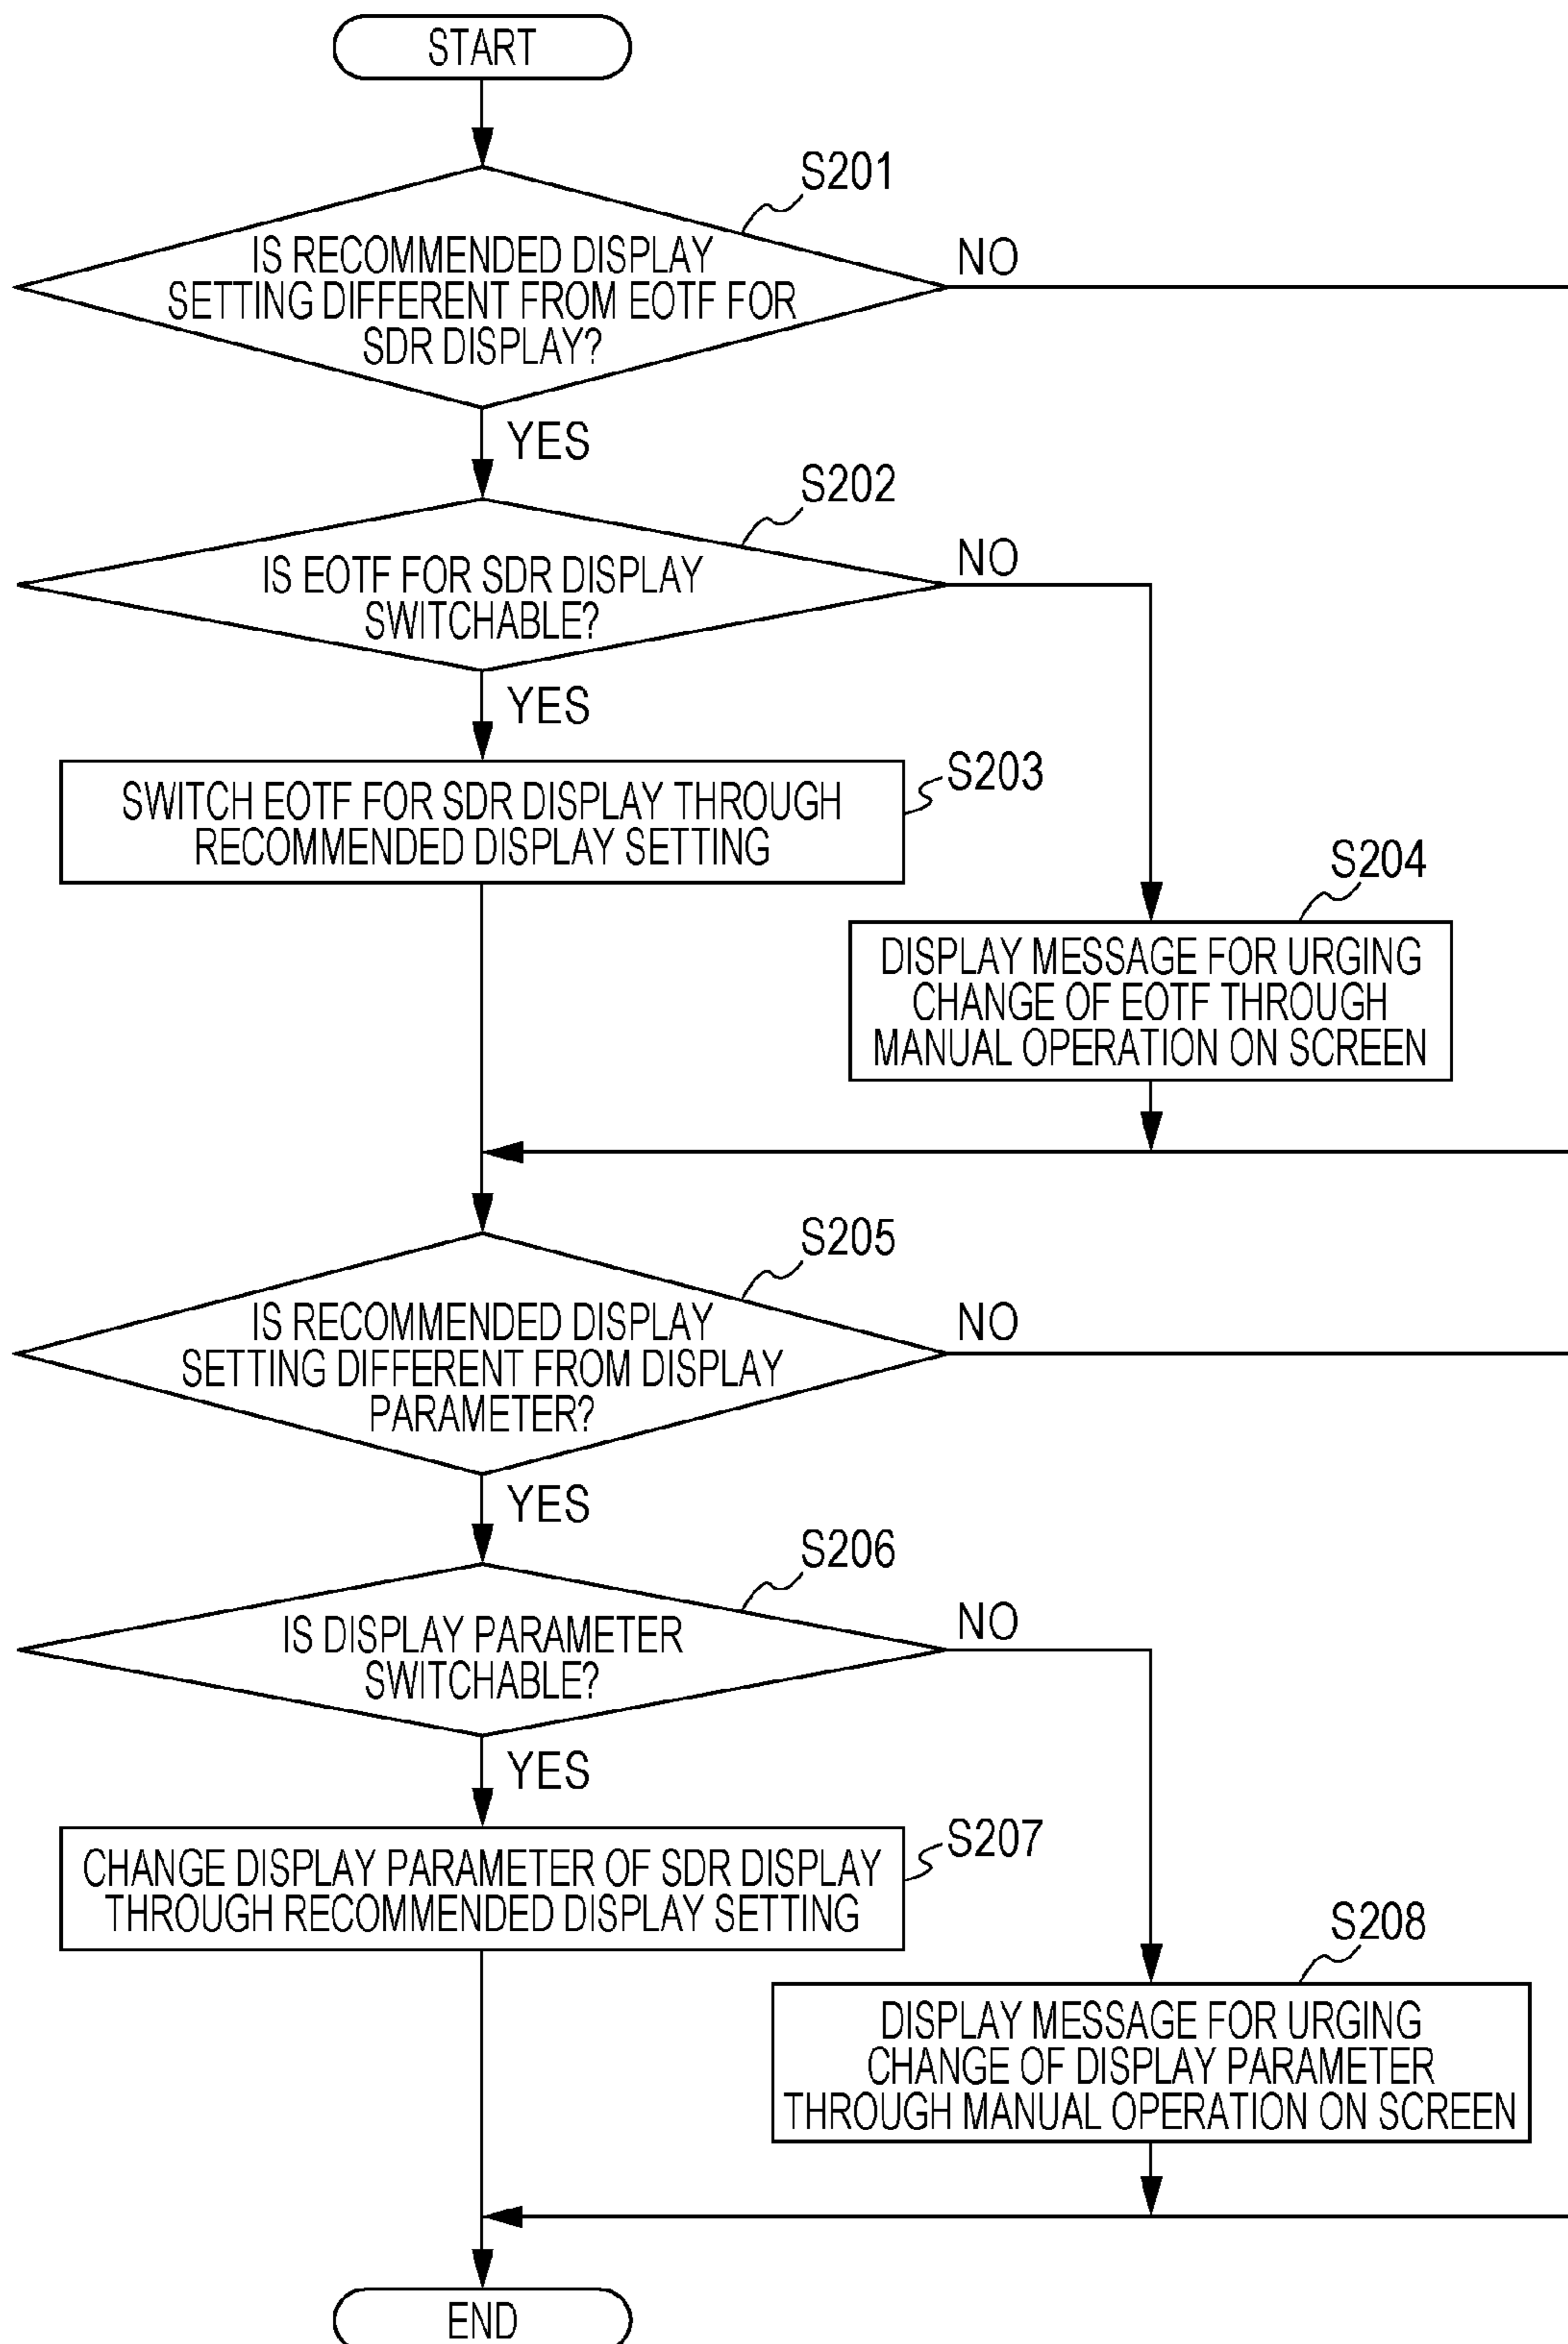 START
S201
IS RECOMMENDED DISPLAY
SETTING DIFFERENT FROM EOTF FOR
SDR DISPLAY?
NO
YES
S202
IS EOTF FOR SDR DISPLAY
SWITCHABLE?
NO
YES
S203
SWITCH EOTF FOR SDR DISPLAY THROUGH
RECOMMENDED DISPLAY SETTING
S204
DISPLAY MESSAGE FOR URGING
CHANGE OF EOTF THROUGH
MANUAL OPERATION ON SCREEN
S205
IS RECOMMENDED DISPLAY
SETTING DIFFERENT FROM DISPLAY
PARAMETER?
NO
YES
S206
IS DISPLAY PARAMETER
SWITCHABLE?
NO
YES
S207
CHANGE DISPLAY PARAMETER OF SDR DISPLAY
THROUGH RECOMMENDED DISPLAY SETTING
S208
DISPLAY MESSAGE FOR URGING
CHANGE OF DISPLAY PARAMETER
THROUGH MANUAL OPERATION ON SCREEN
END